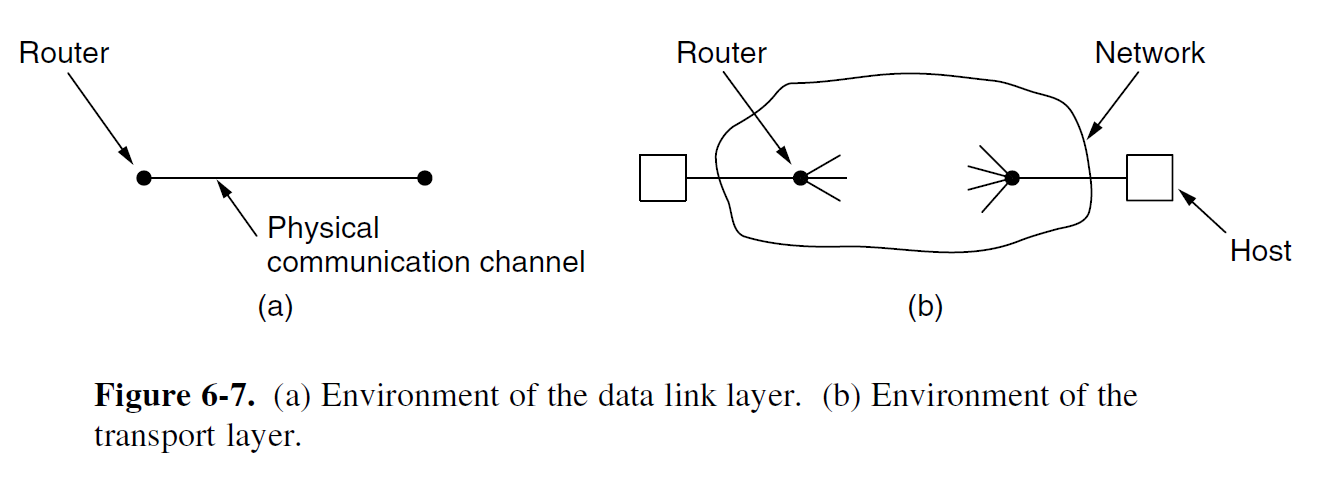 Router
Physical
communication channel
(a)
Router
Network
Host
(b)
Figure 6-7. (a) Environment of the data link layer. (b) Environment of the
transport layer.